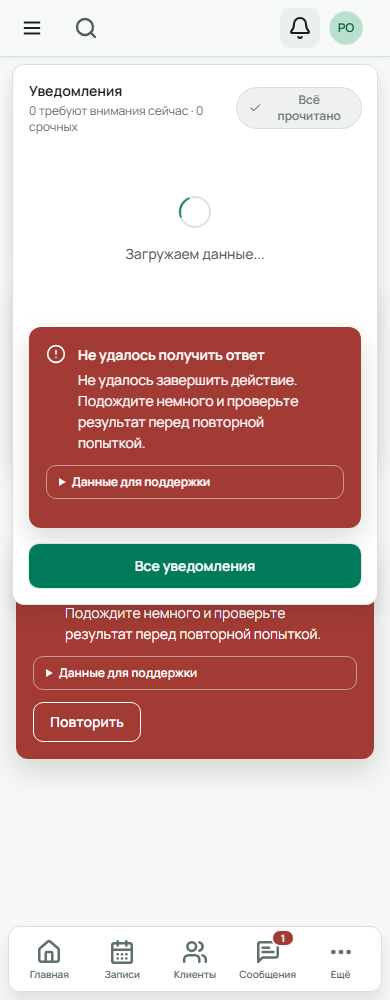 РО
Уведомления
0 требуют внимания сейчас · 0
срочных
Всё
прочитано
Загружаем данные...
Не удалось получить ответ
Не удалось завершить действие.
Подождите немного и проверьте
результат перед повторной
попыткой.
Данные для поддержки
Все уведомления
Подождите немного и проверьте
результат перед повторной попыткой.
Данные для поддержки
Повторить
1
Главная
Записи
Клиенты
Сообщения
Ещё